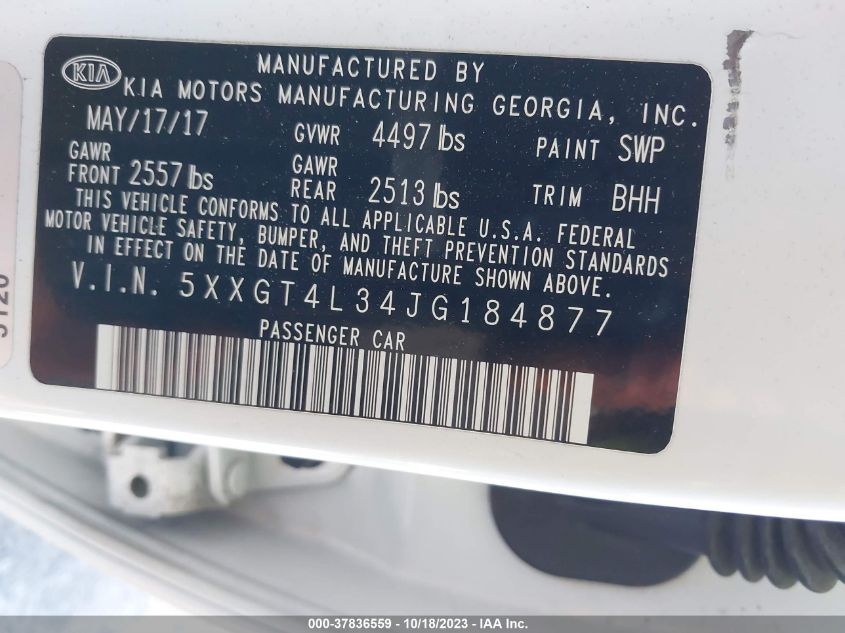 KIA
MANUFACTURED BY
KIA MOTORS MANUFACTURING GEORGIA, INC.
MAY/17/17 GVWR 4497 lbs PAINT SWP
GAWR FRONT 2557 lbs GAWR REAR 2513 lbs TRIM BHH
THIS VEHICLE CONFORMS TO ALL APPLICABLE U.S.A. FEDERAL
MOTOR VEHICLE SAFETY, BUMPER, AND THEFT PREVENTION STANDARDS
IN EFFECT ON THE DATE OF MANUFACTURE SHOWN ABOVE.
V.I.N. 5XXGT4L34JG184877
PASSENGER CAR
000-37836559 - 10/18/2023 - IAA Inc.